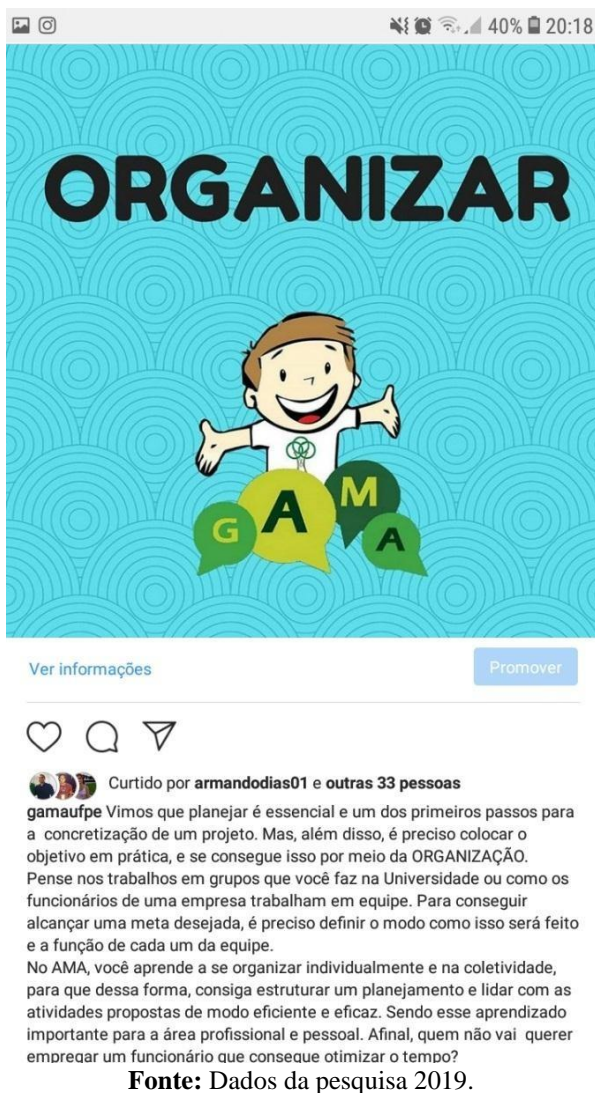 40% 20:18
ORGANIZAR
G A M A
Ver informações
Promover
Curtido por armandodias01 e outras 33 pessoas
gamaufpe Vimos que planejar é essencial e um dos primeiros passos para
a concretização de um projeto. Mas, além disso, é preciso colocar o
objetivo em prática, e se consegue isso por meio da ORGANIZAÇÃO.
Pense nos trabalhos em grupos que você faz na Universidade ou como os
funcionários de uma empresa trabalham em equipe. Para conseguir
alcançar uma meta desejada, é preciso definir o modo como isso será feito
e a função de cada um da equipe.
No AMA, você aprende a se organizar individualmente e na coletividade,
para que dessa forma, consiga estruturar um planejamento e lidar com as
atividades propostas de modo eficiente e eficaz. Sendo esse aprendizado
importante para a área profissional e pessoal. Afinal, quem não vai querer
empregar um funcionário que consegue otimizar o tempo?
Fonte: Dados da pesquisa 2019.